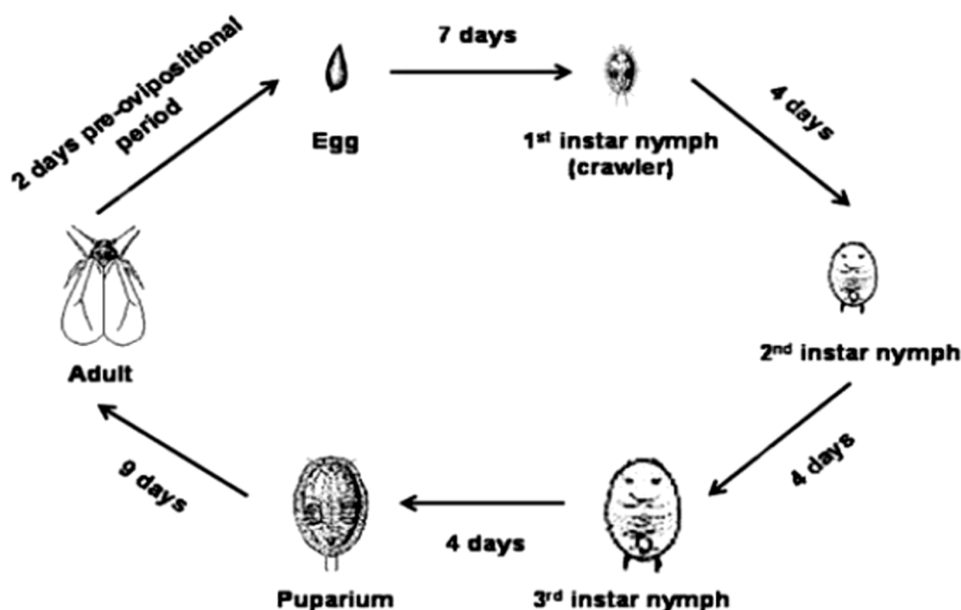 2 days pre-ovipositional
period
7 days
Egg
1st instar nymph
(crawler)
4 days
2nd instar nymph
4 days
3rd instar nymph
4 days
Puparium
9 days
Adult